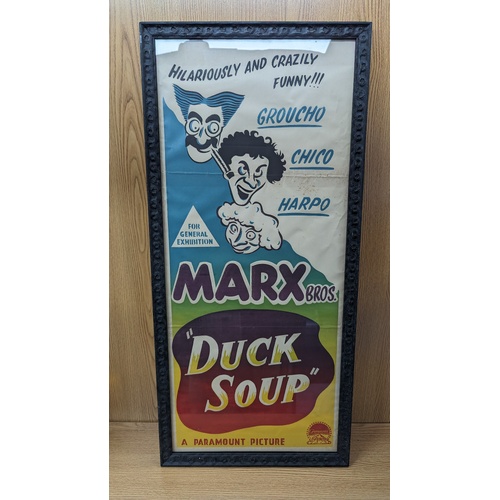 HILARIOUSLY AND CRAZILY
FUNNY!!!
GROUCHO
CHICO
HARPO
FOR
GENERAL
EXHIBITION
MARX BROS.
"DUCK
SOUP"
A PARAMOUNT PICTURE